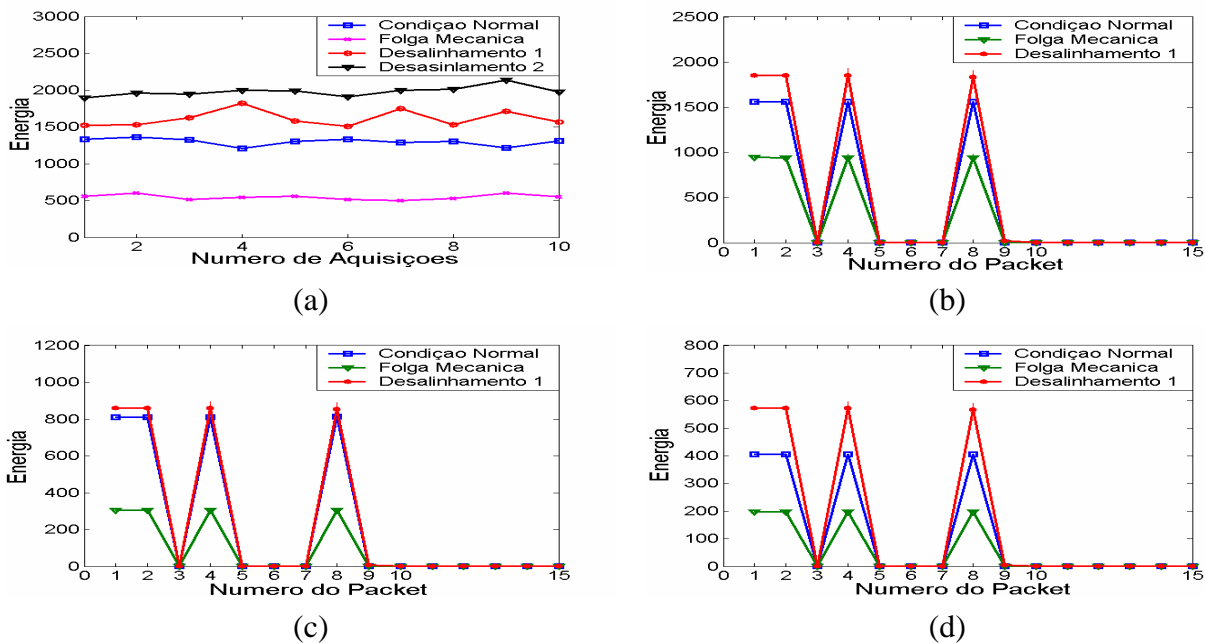 3000
2500
2000
1500
1000
500
0
Energia
2
4
6
8
10
Numero de Aquisiçoes
Condiçao Normal
Folga Mecanica
Desalinhamento 1
Desasinlamento 2
(a)
2500
2000
1500
1000
500
0
Energia
0 1 2 3 4 5 6 7 8 9 10 15
Numero do Packet
Condiçao Normal
Folga Mecanica
Desalinhamento 1
(b)
1200
1000
800
600
400
200
0
Energia
0 1 2 3 4 5 6 7 8 9 10 15
Numero do Packet
Condiçao Normal
Folga Mecanica
Desalinhamento 1
(c)
800
700
600
500
400
300
200
100
0
Energia
0 1 2 3 4 5 6 7 8 9 10 15
Numero do Packet
Condiçao Normal
Folga Mecanica
Desalinhamento 1
(d)